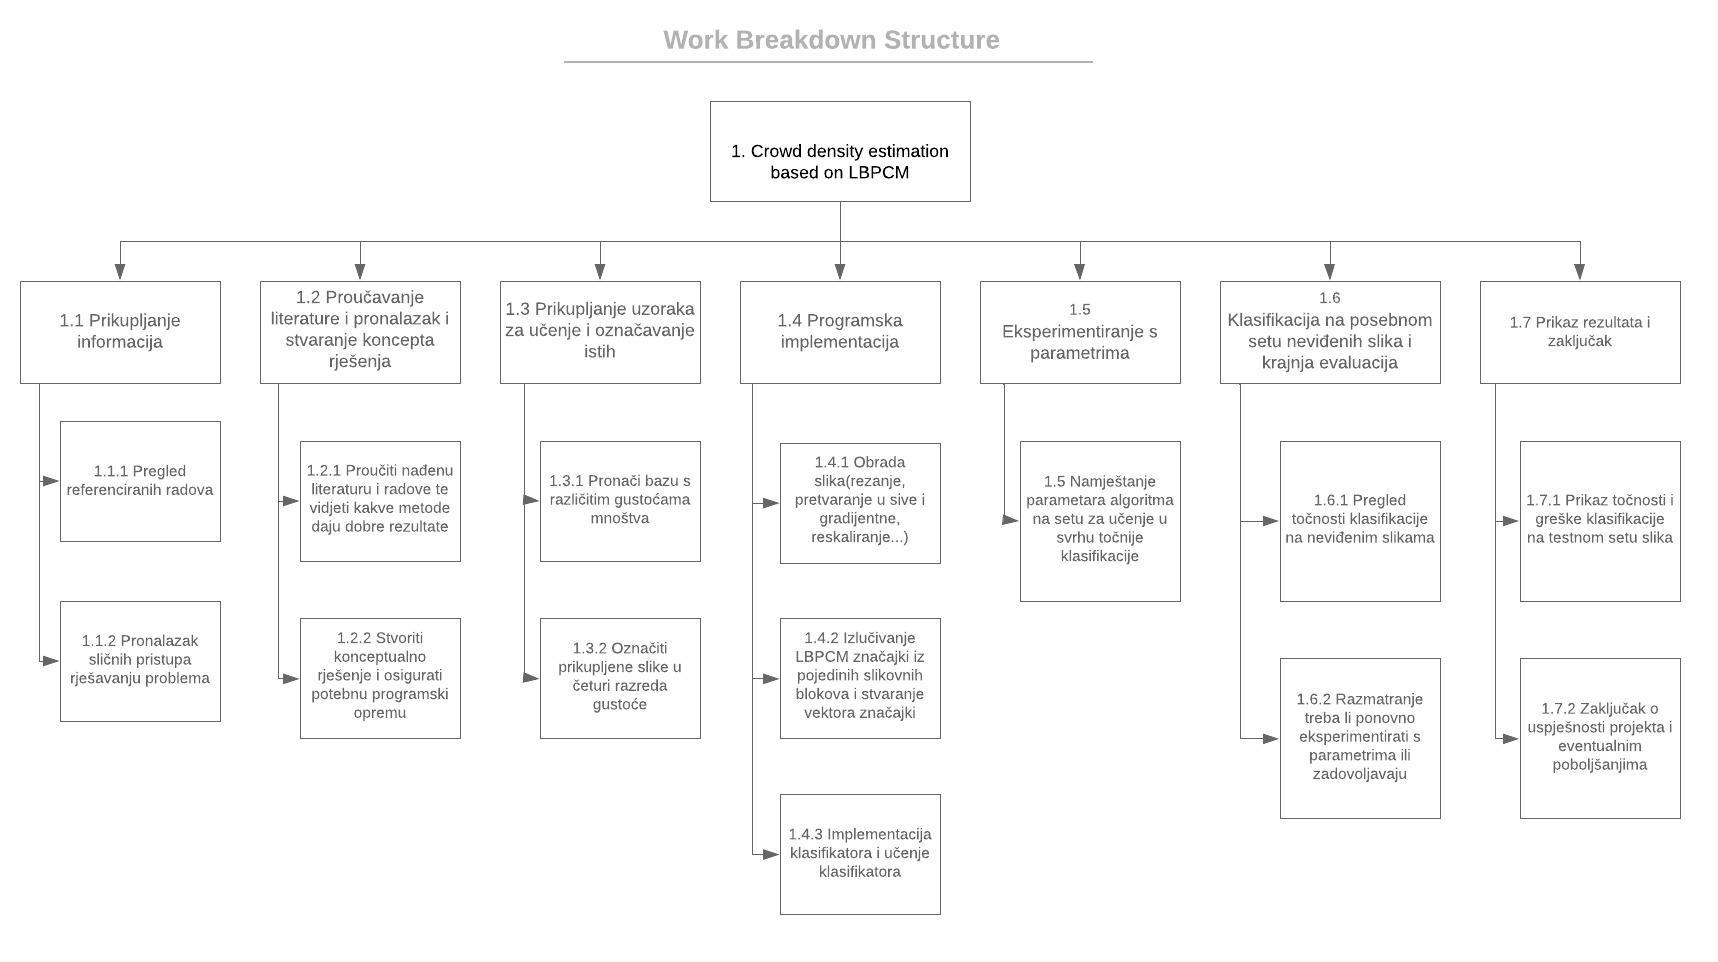 Work Breakdown Structure
1. Crowd density estimation
based on LBPCM
1.1 Prikupljanje
informacija
1.2 Proučavanje
literature i pronalazak i
stvaranje koncepta
rješenja
1.3 Prikupljanje uzoraka
za učenje i označavanje
istih
1.4 Programska
implementacija
1.5
Eksperimentiranje s
parametrima
1.6
Klasifikacija na posebnom
setu neviđenih slika i
krajnja evaluacija
1.7 Prikaz rezultata i
zaključak
1.1.1 Pregled
referenciranih radova
1.1.2 Pronalazak
sličnih pristupa
rješavanju problema
1.2.1 Proučiti nađenu
literaturu i radove te
vidjeti kakve metode
daju dobre rezultate
1.2.2 Stvoriti
konceptualno
rješenje i osigurati
potebnu programski
opremu
1.3.1 Pronači bazu s
različitim gustoćama
mnoštva
1.3.2 Označiti
prikupljene slike u
četuri razreda
gustoće
1.4.1 Obrada
slika(rezanje,
pretvaranje u sive i
gradijentne,
reskaliranje...)
1.4.2 Izlučivanje
LBPCM značajki iz
pojedinih slikovnih
blokova i stvaranje
vektora značajki
1.4.3 Implementacija
klasifikatora i učenje
klasifikatora
1.5 Namještanje
parametara algoritma
na setu za učenje u
svrhu točnije
klasifikacije
1.6.1 Pregled
točnosti klasifikacije
na neviđenim slikama
1.6.2 Razmatranje
treba li ponovno
eksperimentirati s
parametrima ili
zadovoljavaju
1.7.1 Prikaz točnosti i
greške klasifikacije
na testnom setu slika
1.7.2 Zaključak o
uspješnosti projekta i
eventualnim
poboljšanjima